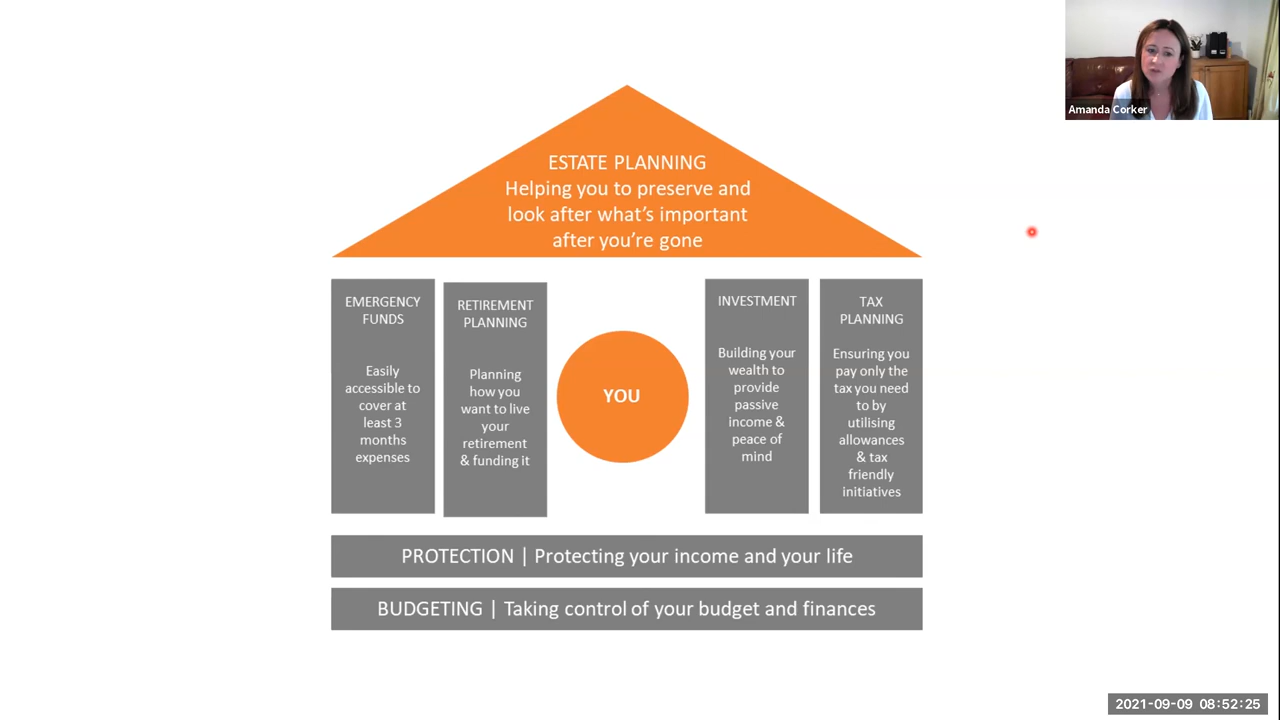 Amanda Corker
ESTATE PLANNING
Helping you to preserve and
look after what's important
after you're gone
EMERGENCY
FUNDS
Easily
accessible to
cover at
least 3
months
expenses
RETIREMENT
PLANNING
Planning
how you
want to live
your
retirement
& funding it
YOU
INVESTMENT
Building your
wealth to
provide
passive
income &
peace of
mind
TAX
PLANNING
Ensuring you
pay only the
tax you need
to by
utilising
allowances
& tax
friendly
initiatives
PROTECTION | Protecting your income and your life
BUDGETING | Taking control of your budget and finances
2021-09-09 08:52:25